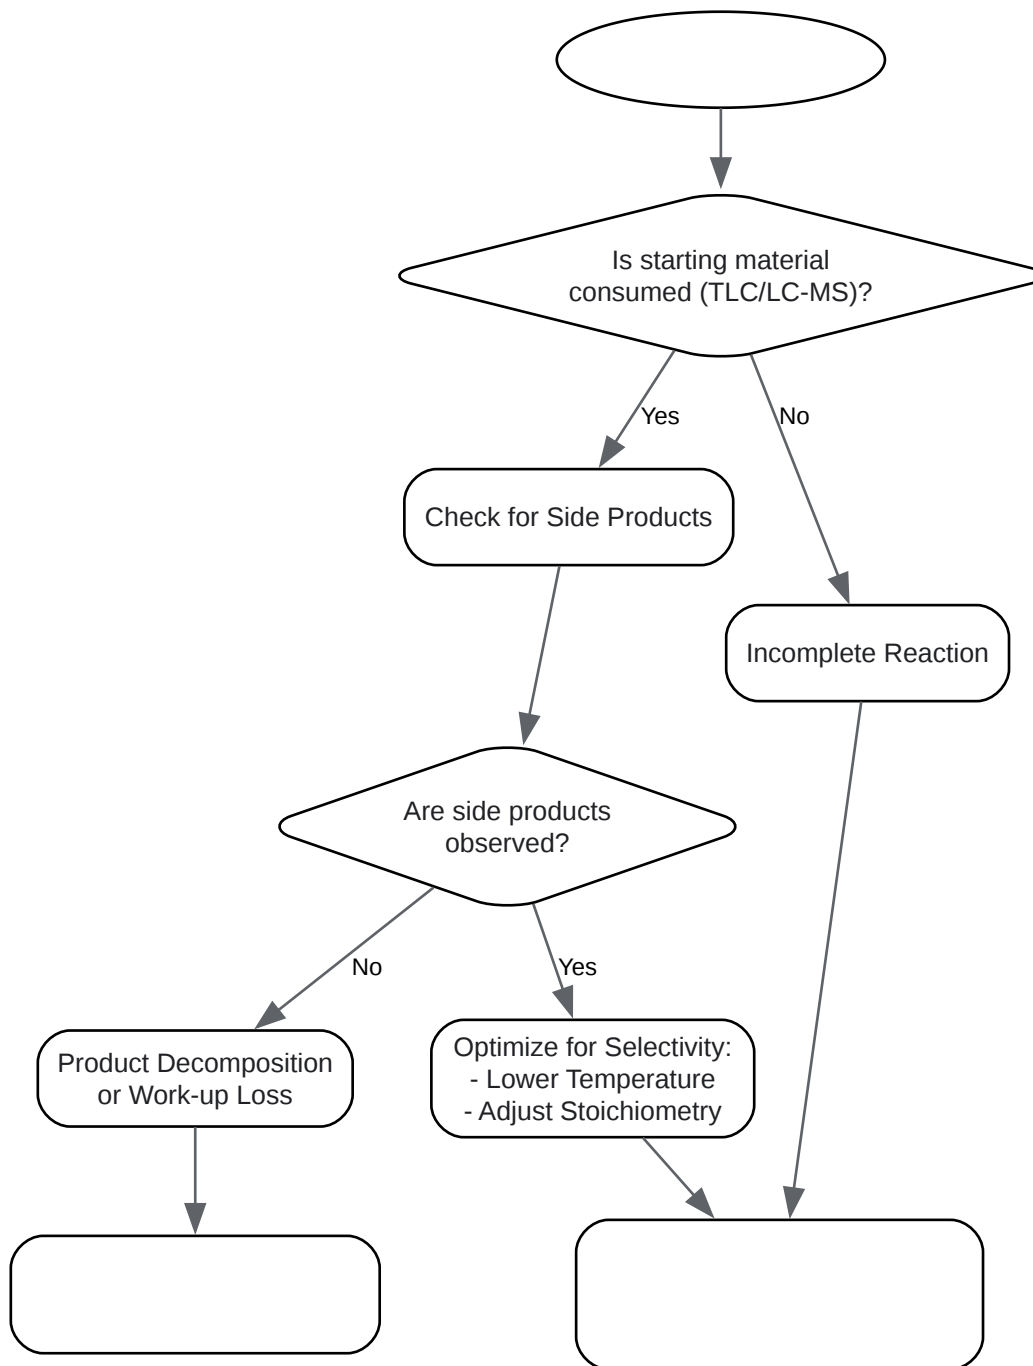 Is starting material
consumed (TLC/LC-MS)?
Yes
No
Check for Side Products
Incomplete Reaction
Are side products
observed?
No
Yes
Product Decomposition
or Work-up Loss
Optimize for Selectivity:
- Lower Temperature
- Adjust Stoichiometry